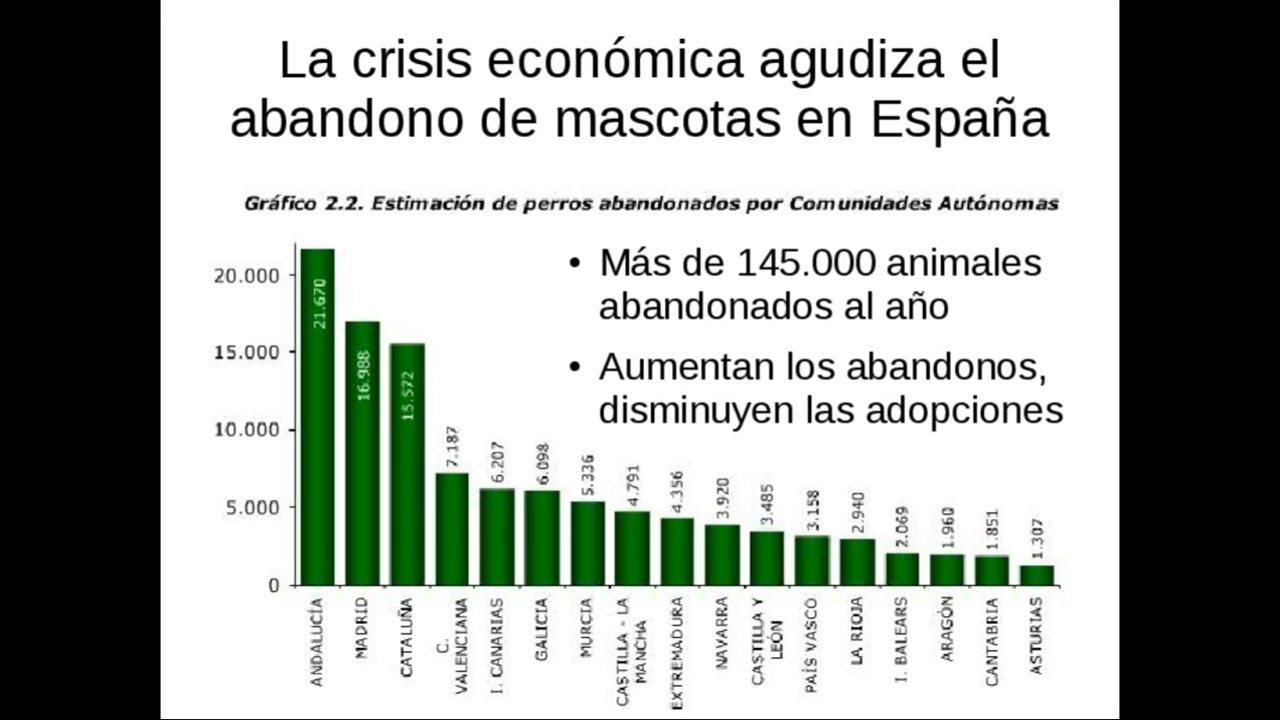 La crisis económica agudiza el
abandono de mascotas en España
Gráfico 2.2. Estimación de perros abandonados por Comunidades Autónomas
• Más de 145.000 animales
abandonados al año
• Aumentan los abandonos,
disminuyen las adopciones
20.000
15.000
10.000
5.000
0
21.670
16.988
15.572
7.187
6.207
6.098
5.336
4.791
4.356
3.920
3.485
3.158
2.940
2.069
1.960
1.851
1.307
ANDALUCÍA
MADRID
CATALUÑA
C.
VALENCIANA
I. CANARIAS
GALICIA
MURCIA
CASTILLA - LA
MANCHA
EXTREMADURA
NAVARRA
CASTILLA Y
LEÓN
PAÍS VASCO
LA RIOJA
I. BALEARS
ARAGÓN
CANTABRIA
ASTURIAS